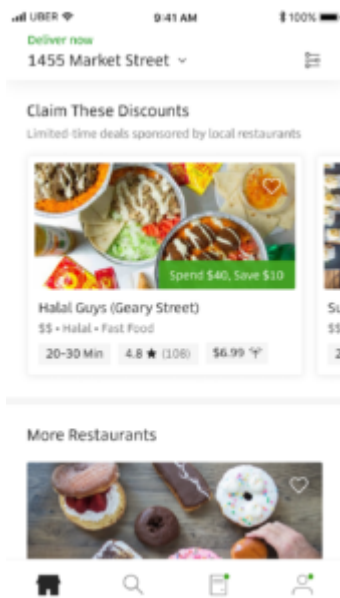 UBER 9:41 AM 100%
Deliver now
1455 Market Street
Claim These Discounts
Limited-time deals sponsored by local restaurants
Spend $40, Save $10
Halal Guys (Geary Street)
Su
$$ • Halal • Fast Food
$$
20-30 Min 4.8 ★ (108) $6.99
2
More Restaurants